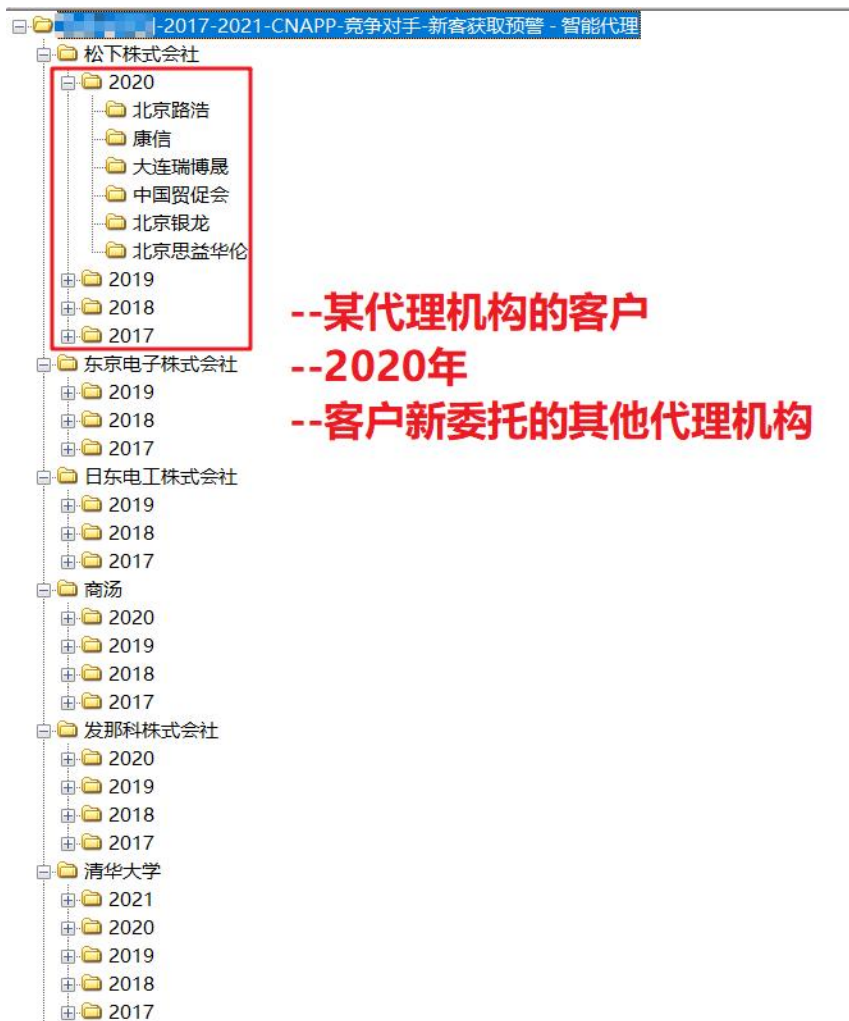 -2017-2021-CNAPP-竞争对手-新客获取预警 - 智能代理
松下株式会社
2020
北京路浩
康信
大连瑞博晟
中国贸促会
北京银龙
北京思益华伦
2019
2018
2017
--某代理机构的客户
--2020年
--客户新委托的其他代理机构
东京电子株式会社
2019
2018
2017
日东电工株式会社
2019
2018
2017
商汤
2020
2019
2018
2017
发那科株式会社
2020
2019
2018
2017
清华大学
2021
2020
2019
2018
2017